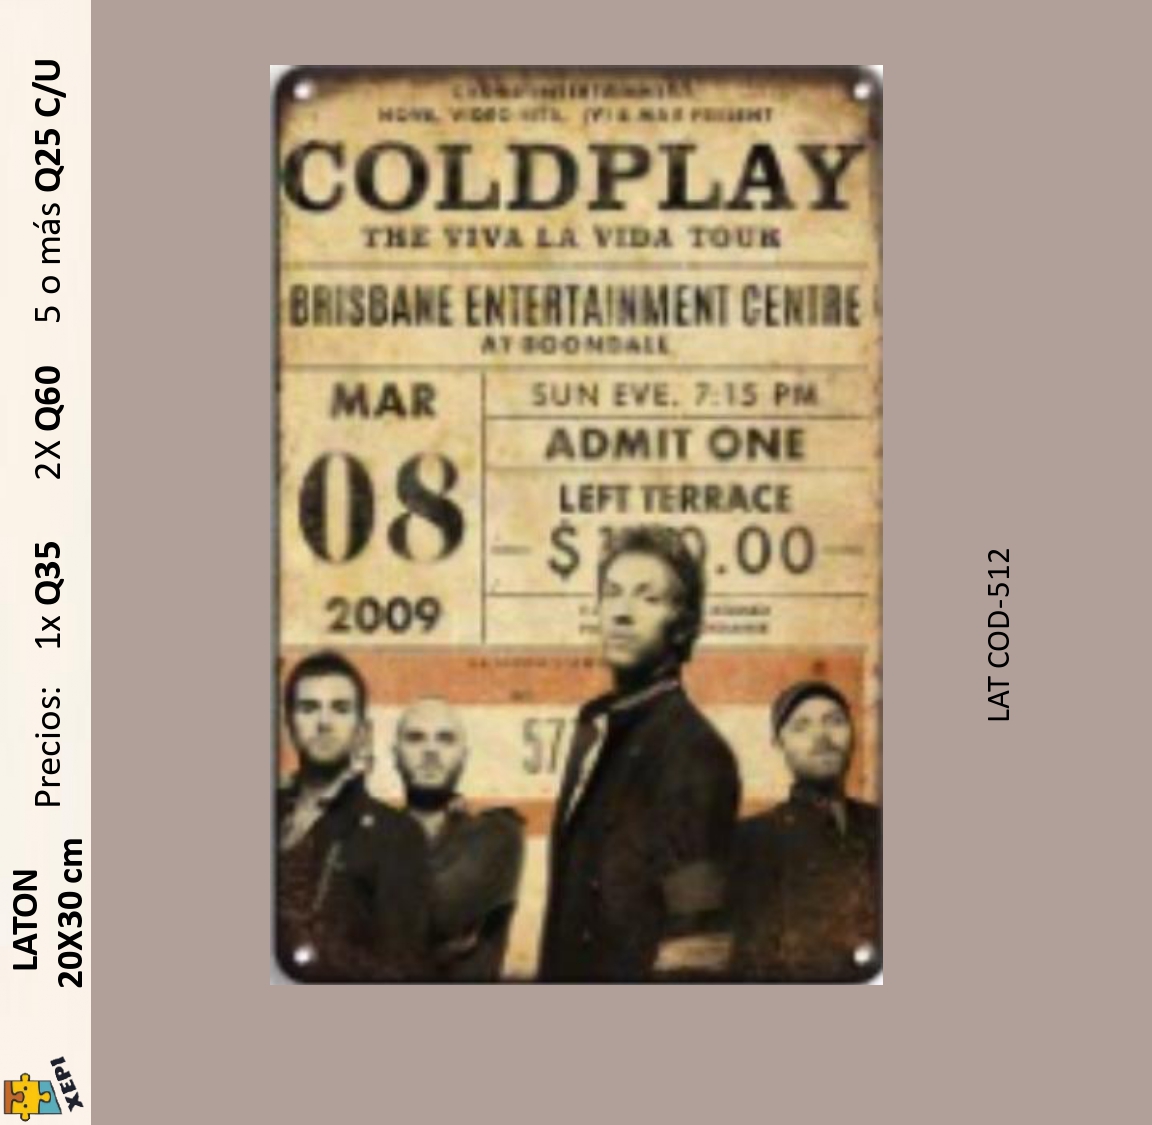 LATON
20X30 cm
Precios: 1x Q35 2X Q60 5 o más Q25 C/U
XEPI
PRESENT
COLDPLAY
THE VIVA LA VIDA TOUR
BRISBANE ENTERTAINMENT CENTRE
AT BOONDALL
MAR
08
2009
SUN EVE. 7:15 PM
ADMIT ONE
LEFT TERRACE
$ .00
57
LAT COD-512